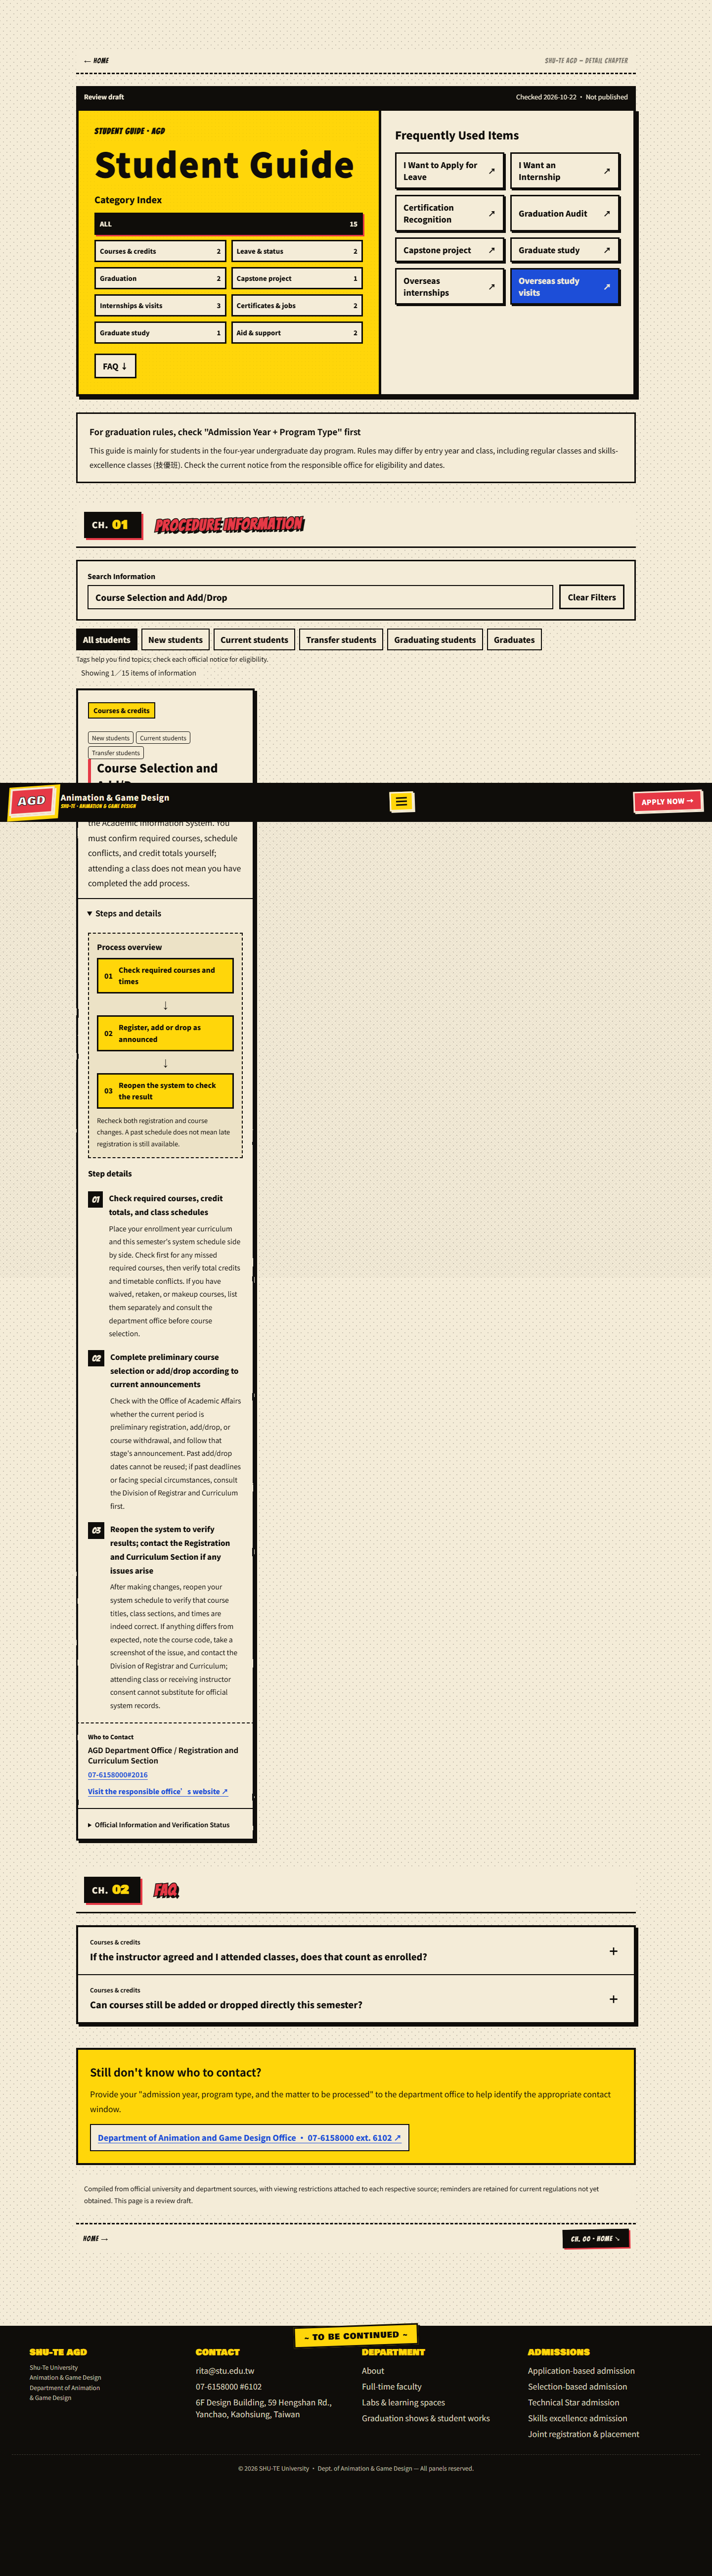 ← HOME
SHU-TE AGD — DETAIL CHAPTER
Review draft
Checked 2026-10-22 · Not published
STUDENT GUIDE · AGD
Student Guide
Category Index
ALL 15
Courses & credits 2
Leave & status 2
Graduation 2
Capstone project 1
Internships & visits 3
Certificates & jobs 2
Graduate study 1
Aid & support 2
FAQ ↓
Frequently Used Items
I Want to Apply for
Leave ↗
I Want an
Internship ↗
Certification
Recognition ↗
Graduation Audit ↗
Capstone project ↗
Graduate study ↗
Overseas
internships ↗
Overseas study
visits ↗
For graduation rules, check "Admission Year + Program Type" first
This guide is mainly for students in the four-year undergraduate day program. Rules may differ by entry year and class, including regular classes and skills-
excellence classes (技優班). Check the current notice from the responsible office for eligibility and dates.
CH. 01
PROCEDURE INFORMATION
Search Information
Course Selection and Add/Drop
Clear Filters
All students
New students
Current students
Transfer students
Graduating students
Graduates
Tags help you find topics; check each official notice for eligibility.
Showing 1／15 items of information
Courses & credits
New students
Current students
Transfer students
Course Selection and
AGD
Animation & Game Design
SHU-TE · ANIMATION & GAME DESIGN
APPLY NOW →
the Academic Information System. You
must confirm required courses, schedule
conflicts, and credit totals yourself;
attending a class does not mean you have
completed the add process.
▼ Steps and details
Process overview
01 Check required courses and
times
↓
02 Register, add or drop as
announced
↓
03 Reopen the system to check
the result
Recheck both registration and course
changes. A past schedule does not mean late
registration is still available.
Step details
01 Check required courses, credit
totals, and class schedules
Place your enrollment year curriculum
and this semester's system schedule side
by side. Check first for any missed
required courses, then verify total credits
and timetable conflicts. If you have
waived, retaken, or makeup courses, list
them separately and consult the
department office before course
selection.
02 Complete preliminary course
selection or add/drop according to
current announcements
Check with the Office of Academic Affairs
whether the current period is
preliminary registration, add/drop, or
course withdrawal, and follow that
stage's announcement. Past add/drop
dates cannot be reused; if past deadlines
or facing special circumstances, consult
the Division of Registrar and Curriculum
first.
03 Reopen the system to verify
results; contact the Registration
and Curriculum Section if any
issues arise
After making changes, reopen your
system schedule to verify that course
titles, class sections, and times are
indeed correct. If anything differs from
expected, note the course code, take a
screenshot of the issue, and contact the
Division of Registrar and Curriculum;
attending class or receiving instructor
consent cannot substitute for official
system records.
Who to Contact
AGD Department Office / Registration and
Curriculum Section
07-6158000#2016
Visit the responsible office's website ↗
▶ Official Information and Verification Status
CH. 02
FAQ
Courses & credits
If the instructor agreed and I attended classes, does that count as enrolled? +
Courses & credits
Can courses still be added or dropped directly this semester? +
Still don't know who to contact?
Provide your "admission year, program type, and the matter to be processed" to the department office to help identify the appropriate contact
window.
Department of Animation and Game Design Office · 07-6158000 ext. 6102 ↗
Compiled from official university and department sources, with viewing restrictions attached to each respective source; reminders are retained for current regulations not yet
obtained. This page is a review draft.
HOME →
CH. 00 · HOME ↘
~ TO BE CONTINUED ~
SHU-TE AGD
Shu-Te University
Animation & Game Design
Department of Animation
& Game Design
CONTACT
rita@stu.edu.tw
07-6158000 #6102
6F Design Building, 59 Hengshan Rd.,
Yanchao, Kaohsiung, Taiwan
DEPARTMENT
About
Full-time faculty
Labs & learning spaces
Graduation shows & student works
ADMISSIONS
Application-based admission
Selection-based admission
Technical Star admission
Skills excellence admission
Joint registration & placement
© 2026 SHU-TE University · Dept. of Animation & Game Design — All panels reserved.